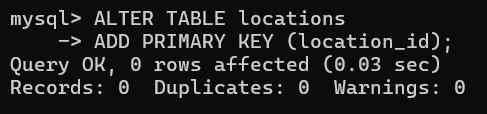 mysql> ALTER TABLE locations
    -> ADD PRIMARY KEY (location_id);
Query OK, 0 rows affected (0.03 sec)
Records: 0  Duplicates: 0  Warnings: 0